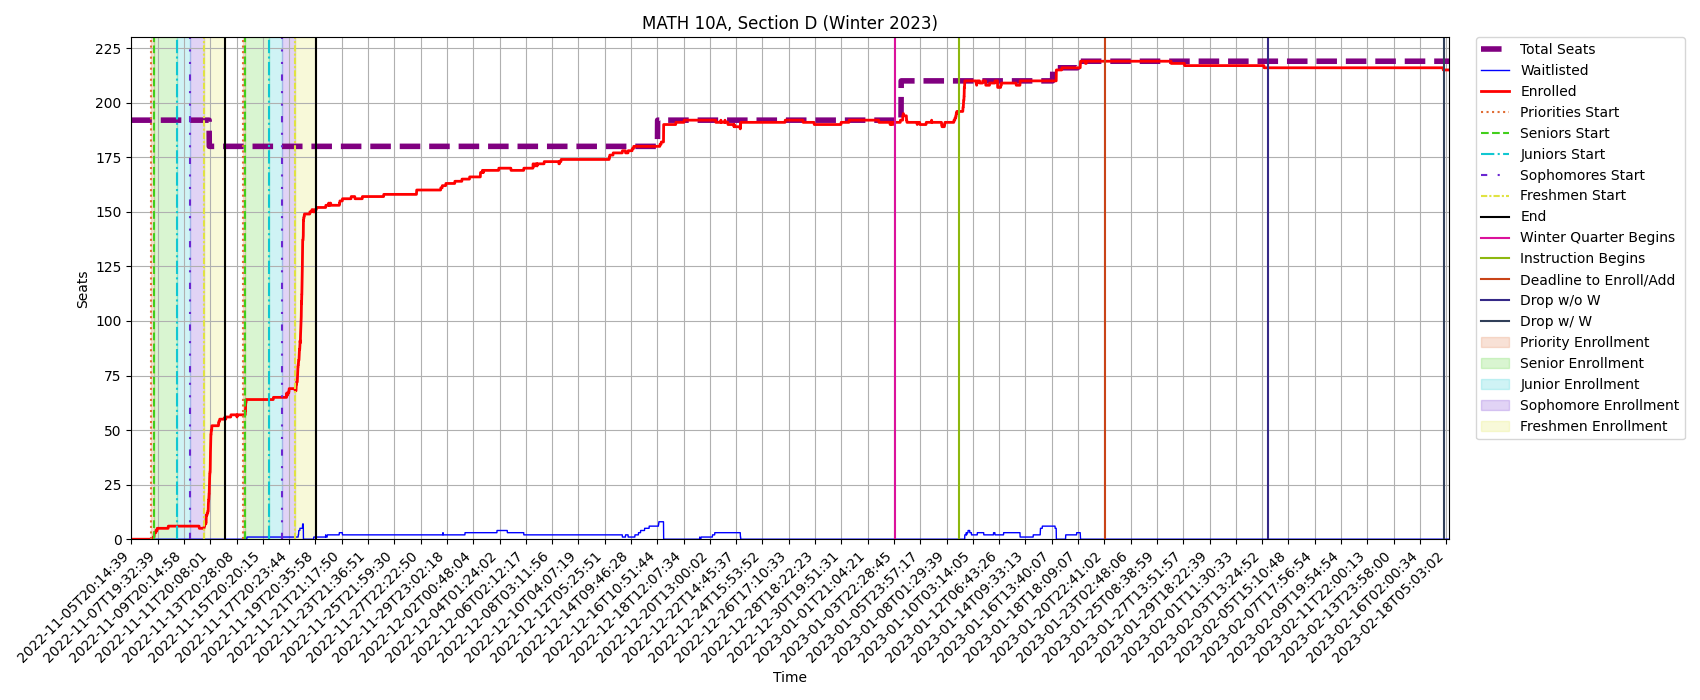 MATH 10A, Section D (Winter 2023)
Seats
225
200
175
150
125
100
75
50
25
0
2022-11-05T20:14:39
2022-11-07T19:32:39
2022-11-09T20:14:58
2022-11-11T20:08:01
2022-11-13T20:28:08
2022-11-15T20:20:15
2022-11-17T20:23:44
2022-11-19T20:35:58
2022-11-21T21:17:50
2022-11-23T21:36:51
2022-11-25T21:59:30
2022-11-27T22:22:50
2022-11-29T23:02:18
2022-12-02T00:48:04
2022-12-04T01:24:02
2022-12-06T02:12:17
2022-12-08T03:11:56
2022-12-10T04:07:19
2022-12-12T05:25:51
2022-12-14T09:46:28
2022-12-16T10:51:44
2022-12-18T12:07:34
2022-12-20T13:00:02
2022-12-22T14:45:37
2022-12-24T15:53:52
2022-12-26T17:10:33
2022-12-28T18:22:23
2022-12-30T19:51:31
2023-01-01T21:04:21
2023-01-03T22:28:45
2023-01-05T23:57:17
2023-01-08T01:29:39
2023-01-10T03:14:05
2023-01-12T06:43:26
2023-01-14T09:33:13
2023-01-16T13:40:07
2023-01-18T18:09:07
2023-01-20T22:41:02
2023-01-23T02:48:06
2023-01-25T08:38:59
2023-01-27T13:51:57
2023-01-29T18:22:39
2023-02-01T11:30:33
2023-02-03T13:24:52
2023-02-05T15:10:48
2023-02-07T17:56:54
2023-02-09T19:54:54
2023-02-11T22:00:13
2023-02-13T23:58:00
2023-02-16T02:00:34
2023-02-18T05:03:02
Time
Total Seats
Waitlisted
Enrolled
Priorities Start
Seniors Start
Juniors Start
Sophomores Start
Freshmen Start
End
Winter Quarter Begins
Instruction Begins
Deadline to Enroll/Add
Drop w/o W
Drop w/ W
Priority Enrollment
Senior Enrollment
Junior Enrollment
Sophomore Enrollment
Freshmen Enrollment